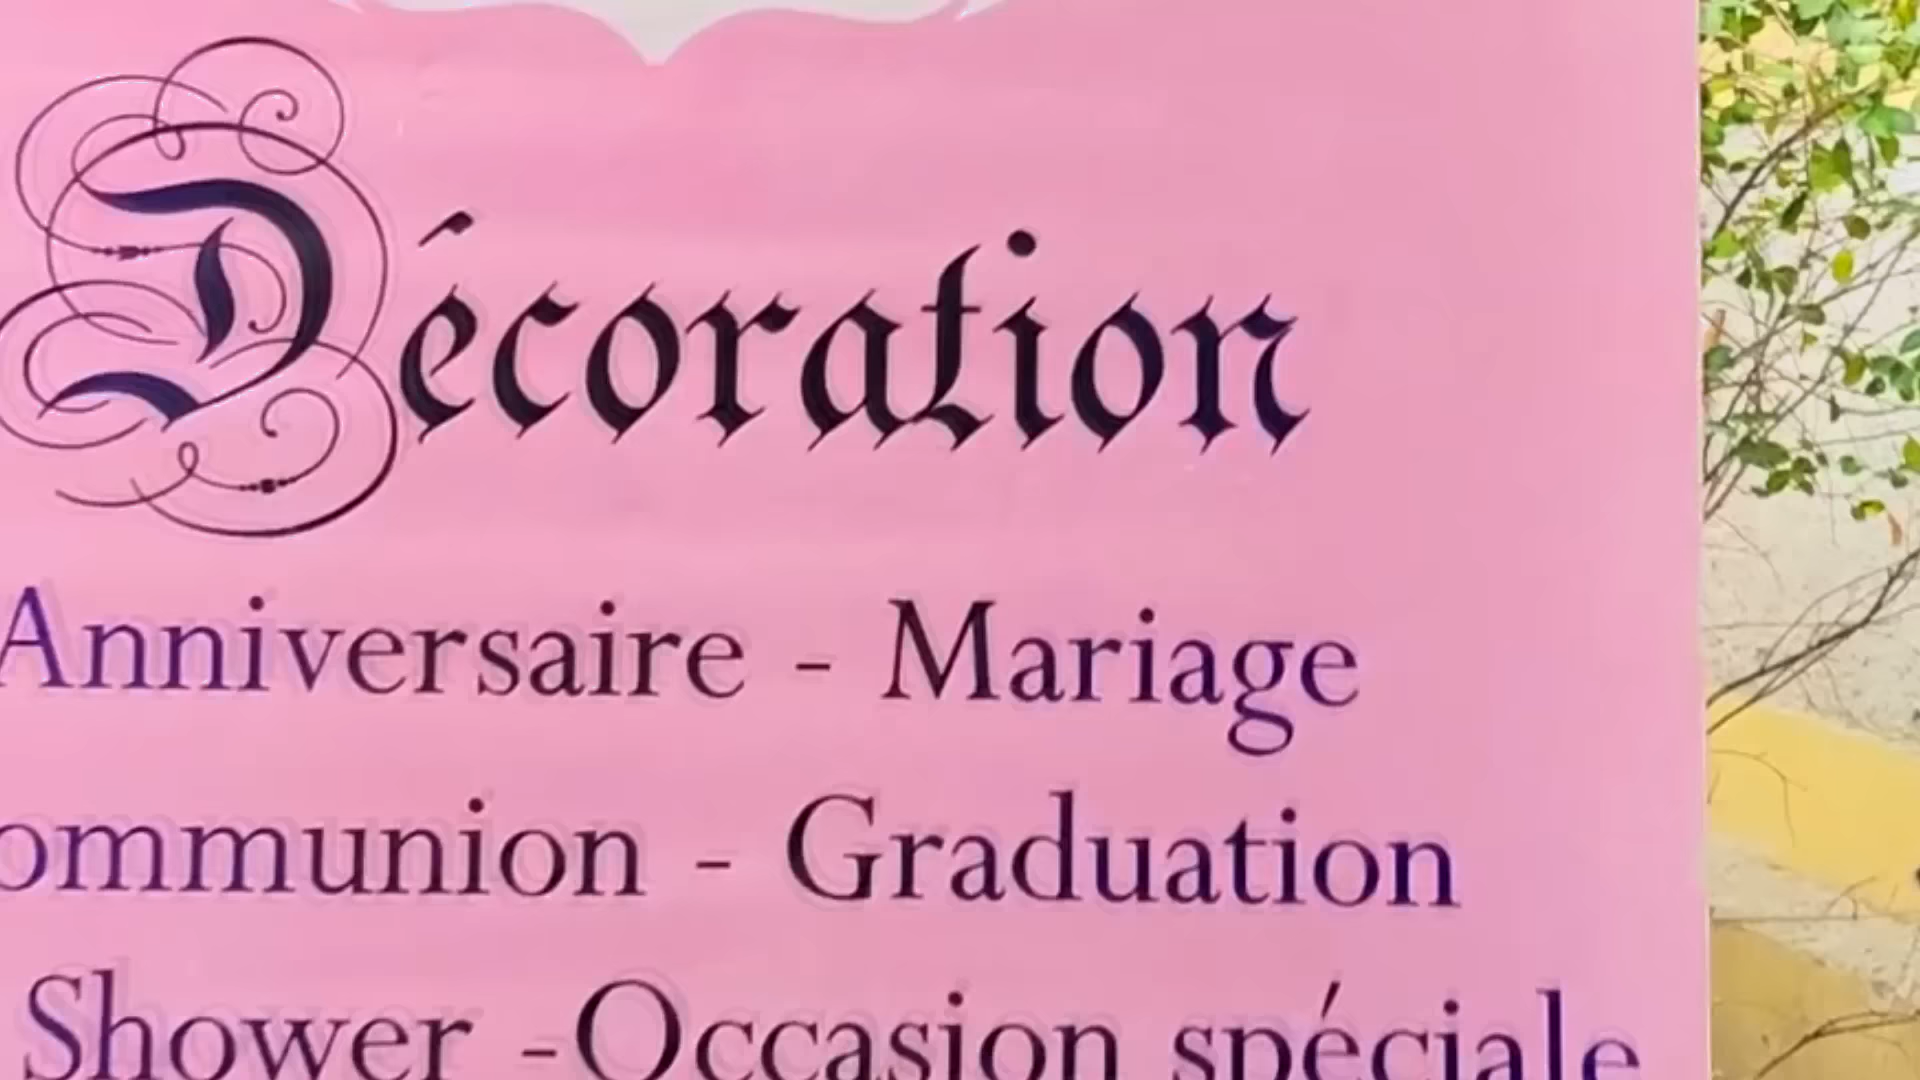 Décoration
Anniversaire - Mariage
ommunion - Graduation
Shower -Occasion spéciale